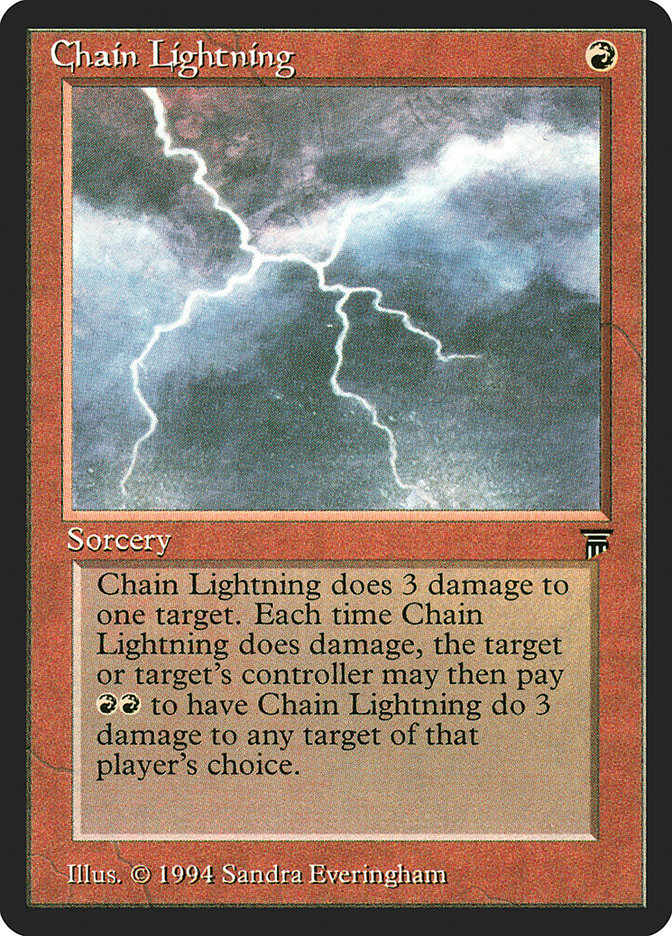 Chain Lightning
Sorcery
Chain Lightning does 3 damage to
one target. Each time Chain
Lightning does damage, the target
or target's controller may then pay
to have Chain Lightning do 3
damage to any target of that
player's choice.
Illus. © 1994 Sandra Everingham